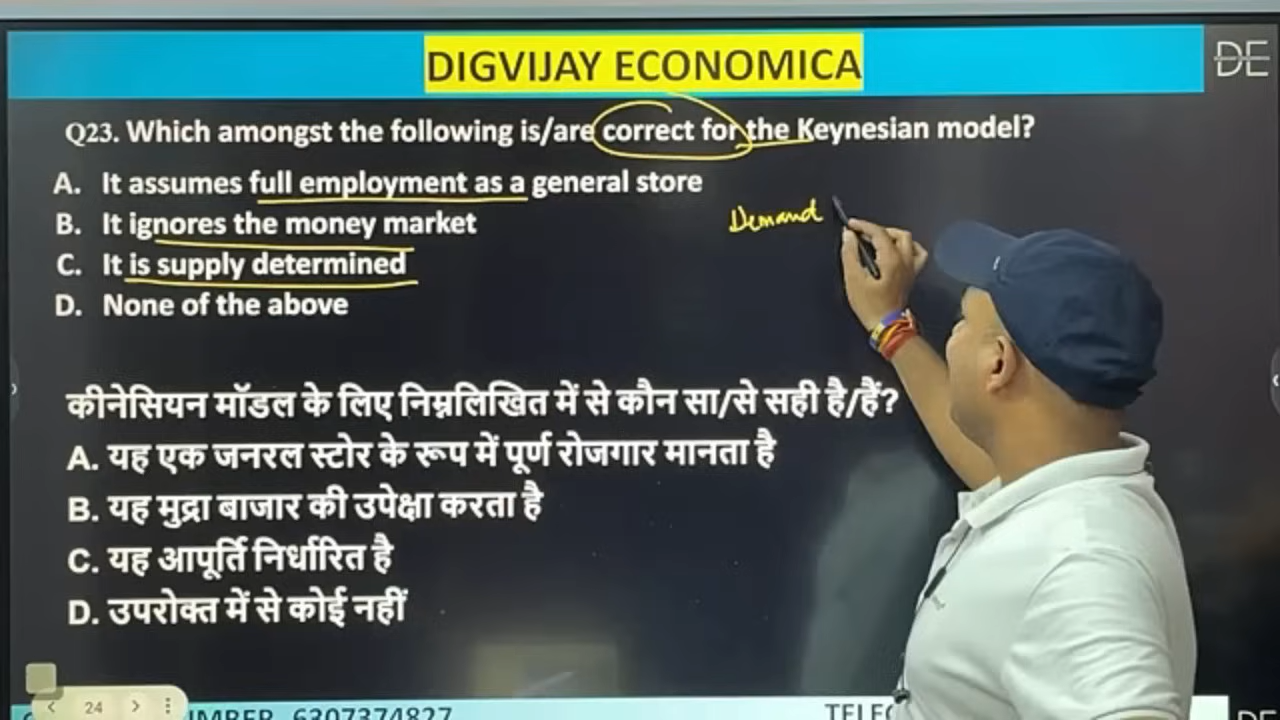 DIGVIJAY ECONOMICA
DE
Q23. Which amongst the following is/are correct for the Keynesian model?
A. It assumes full employment as a general store
B. It ignores the money market
C. It is supply determined
D. None of the above
Demand
कीनेसियन मॉडल के लिए निम्नलिखित में से कौन सा/से सही है/हैं?
A. यह एक जनरल स्टोर के रूप में पूर्ण रोजगार मानता है
B. यह मुद्रा बाजार की उपेक्षा करता है
C. यह आपूर्ति निर्धारित है
D. उपरोक्त में से कोई नहीं
24
6307374827